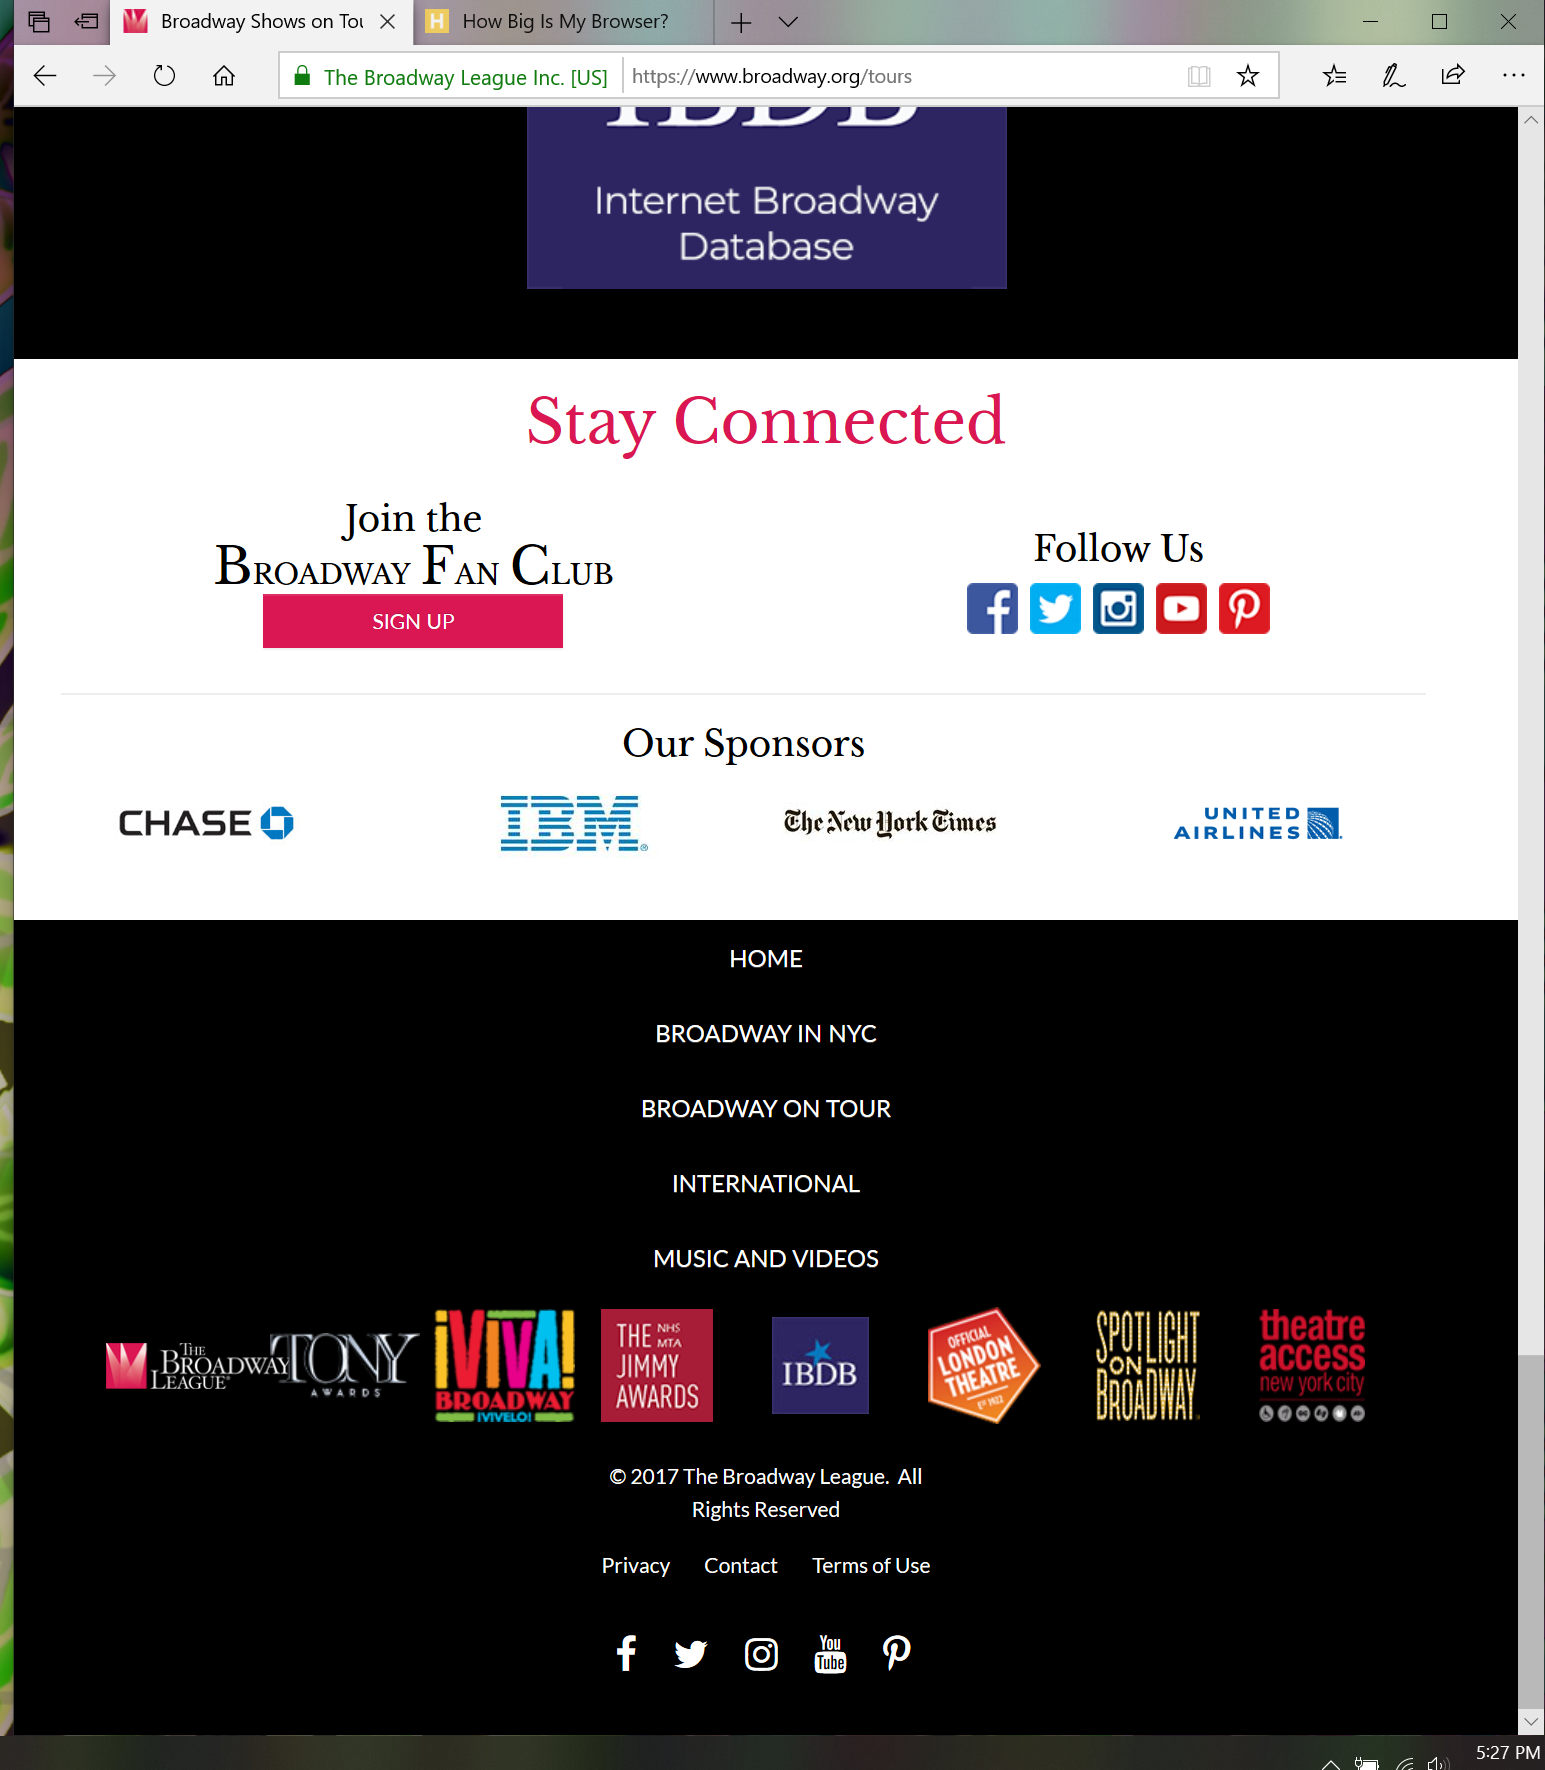 Broadway Shows on Tou
H How Big Is My Browser?
The Broadway League Inc. [US] https://www.broadway.org/tours
IBDB
Internet Broadway
Database
Stay Connected
Join the
BROADWAY FAN CLUB
SIGN UP
Follow Us
Our Sponsors
CHASE
IBM®
The New York Times
UNITED
AIRLINES
HOME
BROADWAY IN NYC
BROADWAY ON TOUR
INTERNATIONAL
MUSIC AND VIDEOS
THE
BROADWAY
LEAGUE
TONY
AWARDS
¡VIVA!
BROADWAY
¡VIVELO!
THE NHS
MTA
JIMMY
AWARDS
IBDB
OFFICIAL
LONDON
THEATRE
EST 1922
SPOTLIGHT
ON
BROADWAY
theatre
access
new york city
© 2017 The Broadway League. All
Rights Reserved
Privacy Contact Terms of Use
You
Tube
5:27 PM